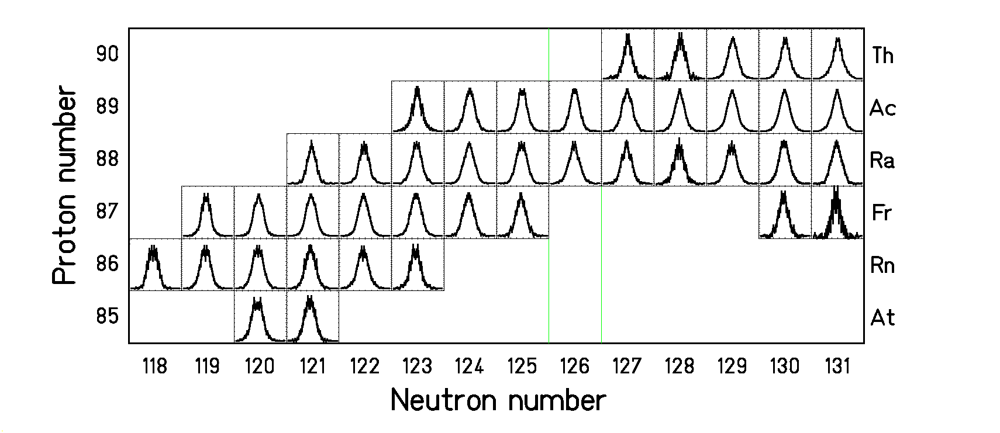 Proton number
90 Th
89 Ac
88 Ra
87 Fr
86 Rn
85 At
118 119 120 121 122 123 124 125 126 127 128 129 130 131
Neutron number